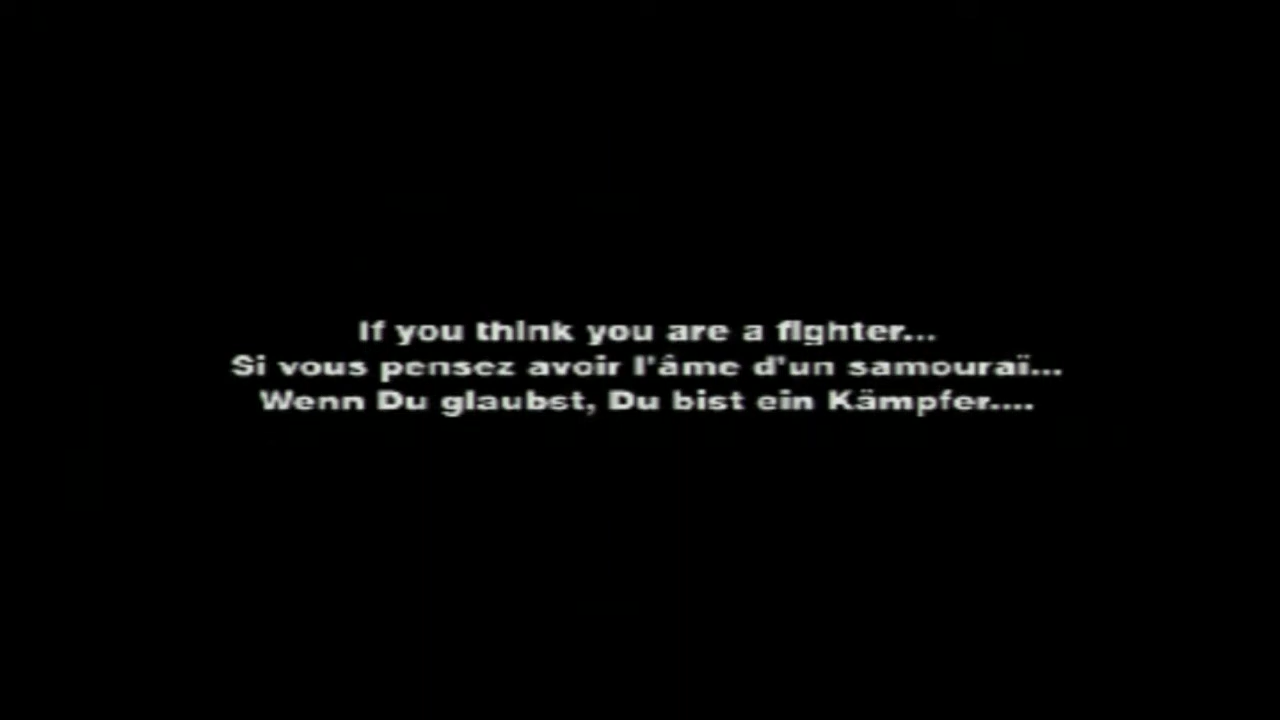 If you think you are a fighter...
Si vous pensez avoir l'âme d'un samouraï...
Wenn Du glaubst, Du bist ein Kämpfer....